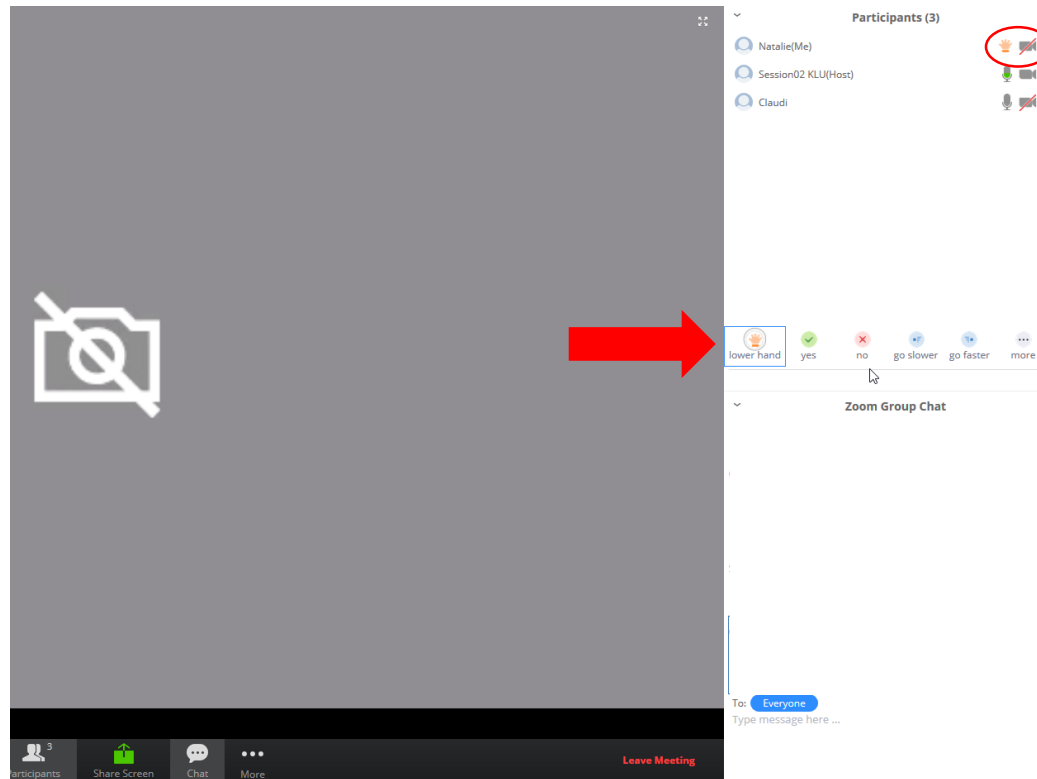 Participants (3)
Natalie(Me)
Session02 KLU(Host)
Claudi
lower hand yes no go slower go faster more
Zoom Group Chat
To: Everyone
Type message here ...
3
articipants Share Screen Chat More
Leave Meeting